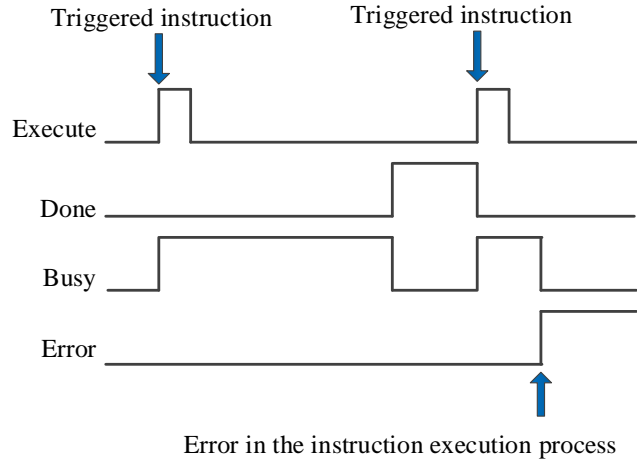 Triggered instruction
Triggered instruction
Execute
Done
Busy
Error
Error in the instruction execution process